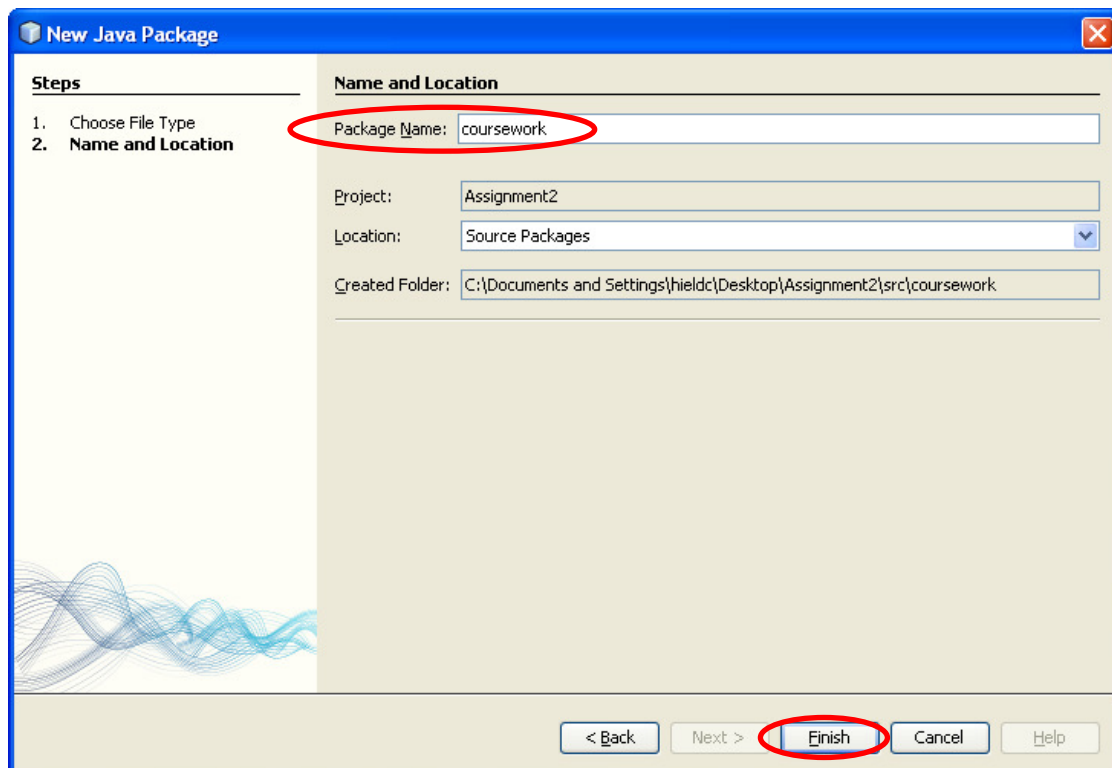 New Java Package
Steps
1. Choose File Type
2. Name and Location
Name and Location
Package Name: coursework
Project: Assignment2
Location: Source Packages
Created Folder: C:\Documents and Settings\hieldc\Desktop\Assignment2\src\coursework
< Back Next > Finish Cancel Help